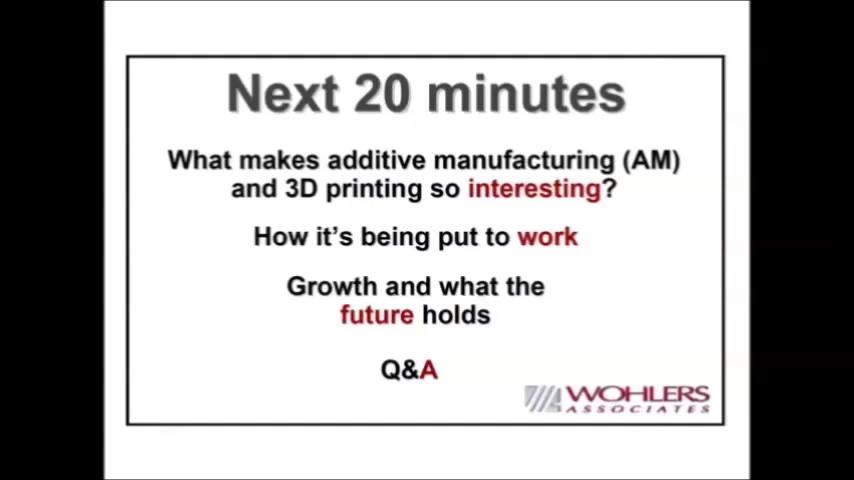 Next 20 minutes
What makes additive manufacturing (AM)
and 3D printing so interesting?
How it's being put to work
Growth and what the
future holds
Q&A
WOHLERS
ASSOCIATES